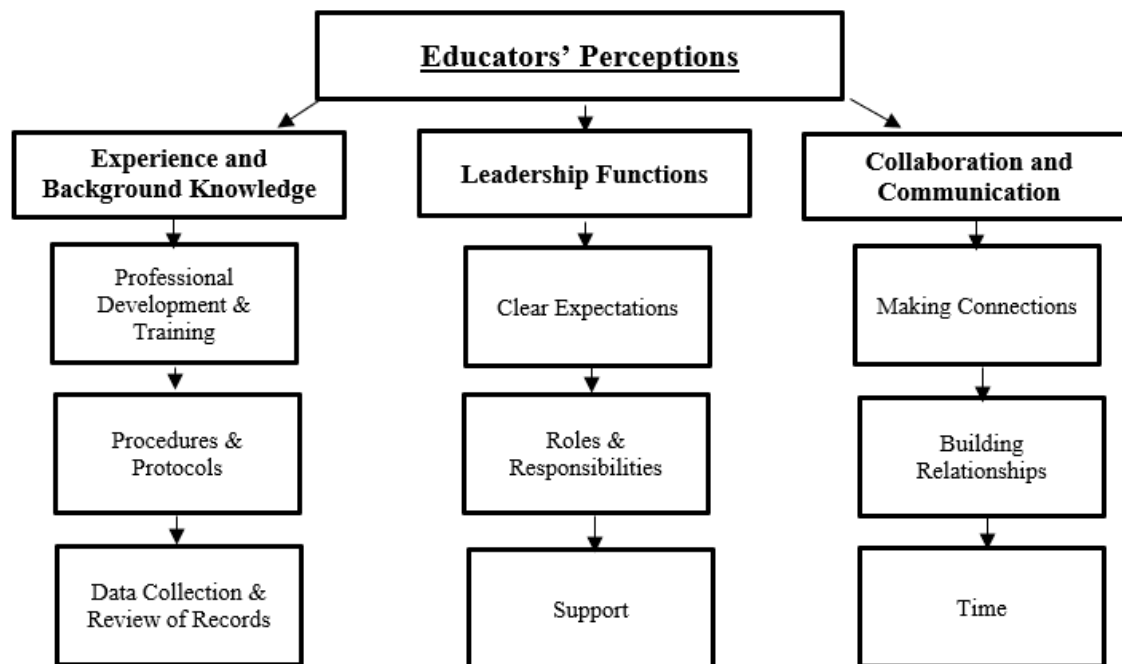 Educators’ Perceptions
Experience and
Background Knowledge
Professional
Development &
Training
Procedures &
Protocols
Data Collection &
Review of Records
Leadership Functions
Clear Expectations
Roles &
Responsibilities
Support
Collaboration and
Communication
Making Connections
Building
Relationships
Time